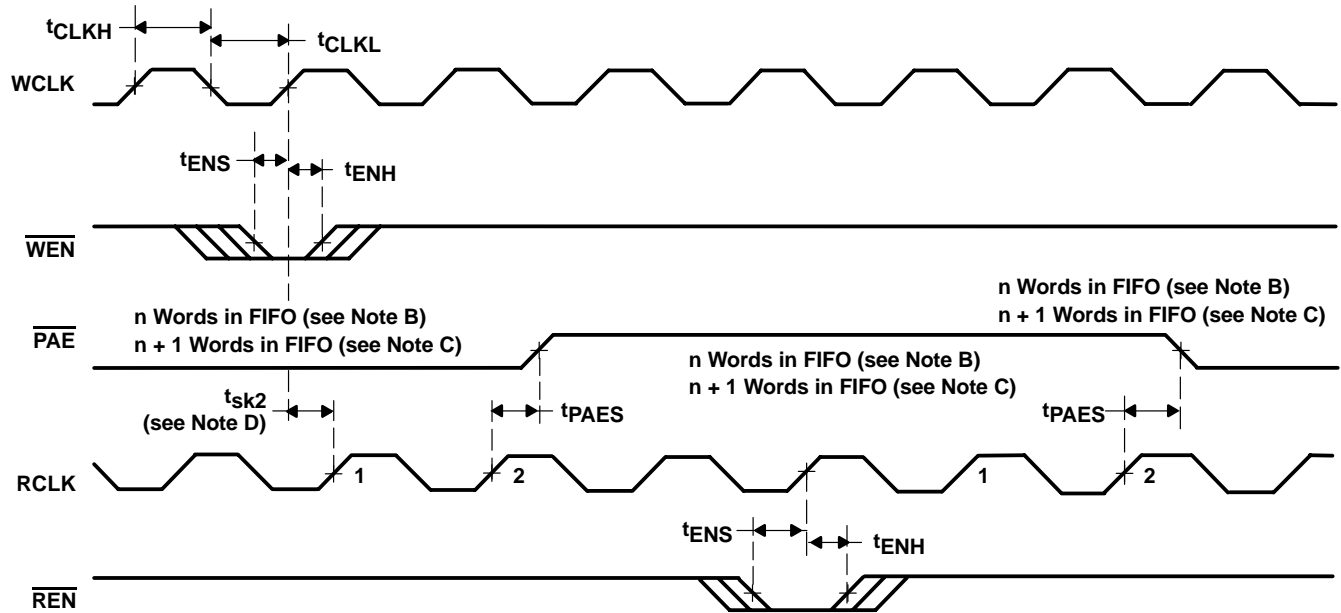 tCLKH
tCLKL
WCLK
tENS
tENH
WEN
n Words in FIFO (see Note B)
n + 1 Words in FIFO (see Note C)
n Words in FIFO (see Note B)
n + 1 Words in FIFO (see Note C)
PAE
n Words in FIFO (see Note B)
n + 1 Words in FIFO (see Note C)
tsk2
(see Note D)
tPAES
tPAES
RCLK
1
2
1
2
tENS
tENH
REN